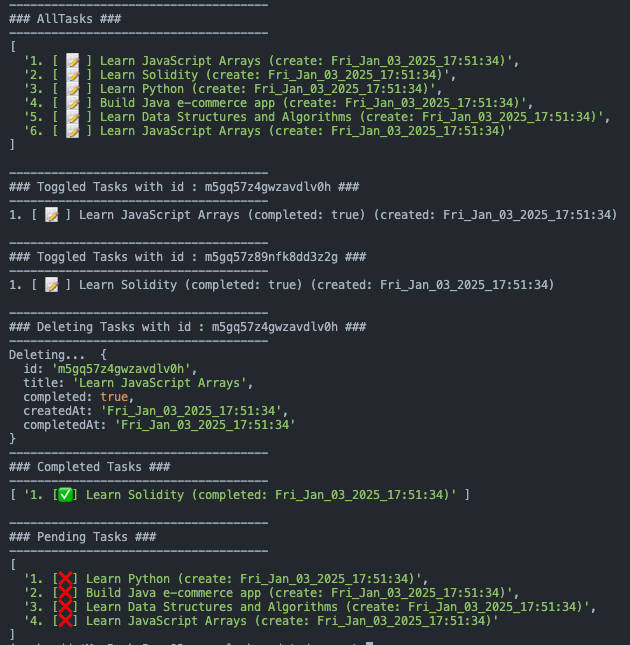 -------------------------------------
### AllTasks ###
-------------------------------------
[
  '1. [ 📝 ] Learn JavaScript Arrays (create: Fri_Jan_03_2025_17:51:34)',
  '2. [ 📝 ] Learn Solidity (create: Fri_Jan_03_2025_17:51:34)',
  '3. [ 📝 ] Learn Python (create: Fri_Jan_03_2025_17:51:34)',
  '4. [ 📝 ] Build Java e-commerce app (create: Fri_Jan_03_2025_17:51:34)',
  '5. [ 📝 ] Learn Data Structures and Algorithms (create: Fri_Jan_03_2025_17:51:34)',
  '6. [ 📝 ] Learn JavaScript Arrays (create: Fri_Jan_03_2025_17:51:34)'
]
-------------------------------------
### Toggled Tasks with id : m5gq57z4gwzavdlv0h ###
-------------------------------------
1. [ 📝 ] Learn JavaScript Arrays (completed: true) (created: Fri_Jan_03_2025_17:51:34)
-------------------------------------
### Toggled Tasks with id : m5gq57z89nfk8dd3z2g ###
-------------------------------------
1. [ 📝 ] Learn Solidity (completed: true) (created: Fri_Jan_03_2025_17:51:34)
-------------------------------------
### Deleting Tasks with id : m5gq57z4gwzavdlv0h ###
-------------------------------------
Deleting...  {
  id: 'm5gq57z4gwzavdlv0h',
  title: 'Learn JavaScript Arrays',
  completed: true,
  createdAt: 'Fri_Jan_03_2025_17:51:34',
  completedAt: 'Fri_Jan_03_2025_17:51:34'
}
-------------------------------------
### Completed Tasks ###
-------------------------------------
[ '1. [✅] Learn Solidity (completed: Fri_Jan_03_2025_17:51:34)' ]
-------------------------------------
### Pending Tasks ###
-------------------------------------
[
  '1. [❌] Learn Python (create: Fri_Jan_03_2025_17:51:34)',
  '2. [❌] Build Java e-commerce app (create: Fri_Jan_03_2025_17:51:34)',
  '3. [❌] Learn Data Structures and Algorithms (create: Fri_Jan_03_2025_17:51:34)',
  '4. [❌] Learn JavaScript Arrays (create: Fri_Jan_03_2025_17:51:34)'
]